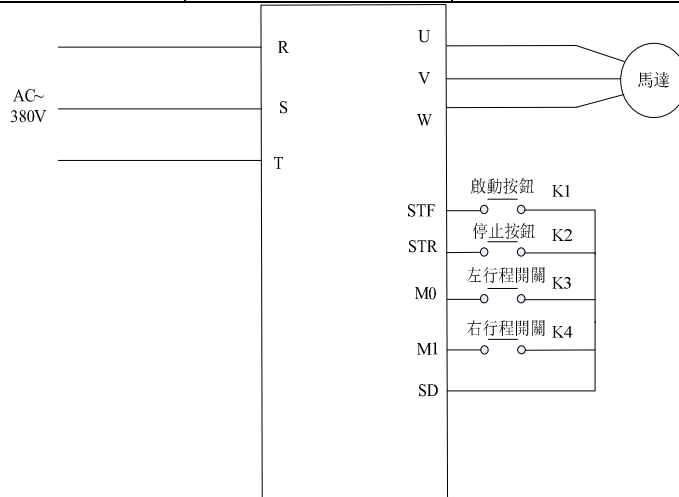 AC~
380V
R
S
T
U
V
W
馬達
STF
啟動按鈕 K1
STR
停止按鈕 K2
M0
左行程開關 K3
M1
右行程開關 K4
SD